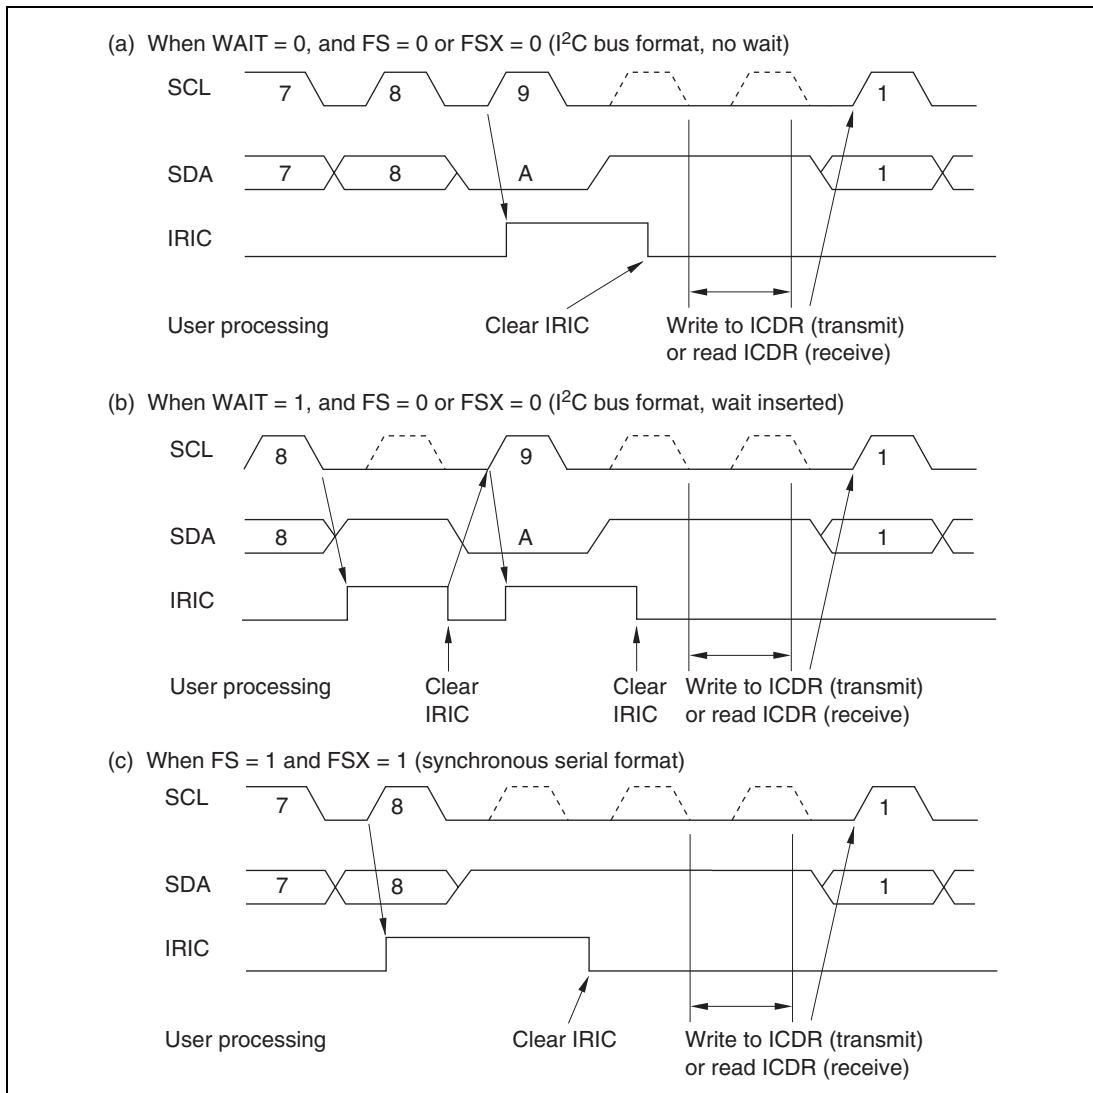 (a) When WAIT = 0, and FS = 0 or FSX = 0 (I²C bus format, no wait)
SCL 7 8 9 1
SDA 7 8 A 1
IRIC
User processing Clear IRIC Write to ICDR (transmit)
or read ICDR (receive)
(b) When WAIT = 1, and FS = 0 or FSX = 0 (I²C bus format, wait inserted)
SCL 8 9 1
SDA 8 A 1
IRIC
User processing Clear Clear Write to ICDR (transmit)
IRIC IRIC or read ICDR (receive)
(c) When FS = 1 and FSX = 1 (synchronous serial format)
SCL 7 8 1
SDA 7 8 1
IRIC
User processing Clear IRIC Write to ICDR (transmit)
or read ICDR (receive)